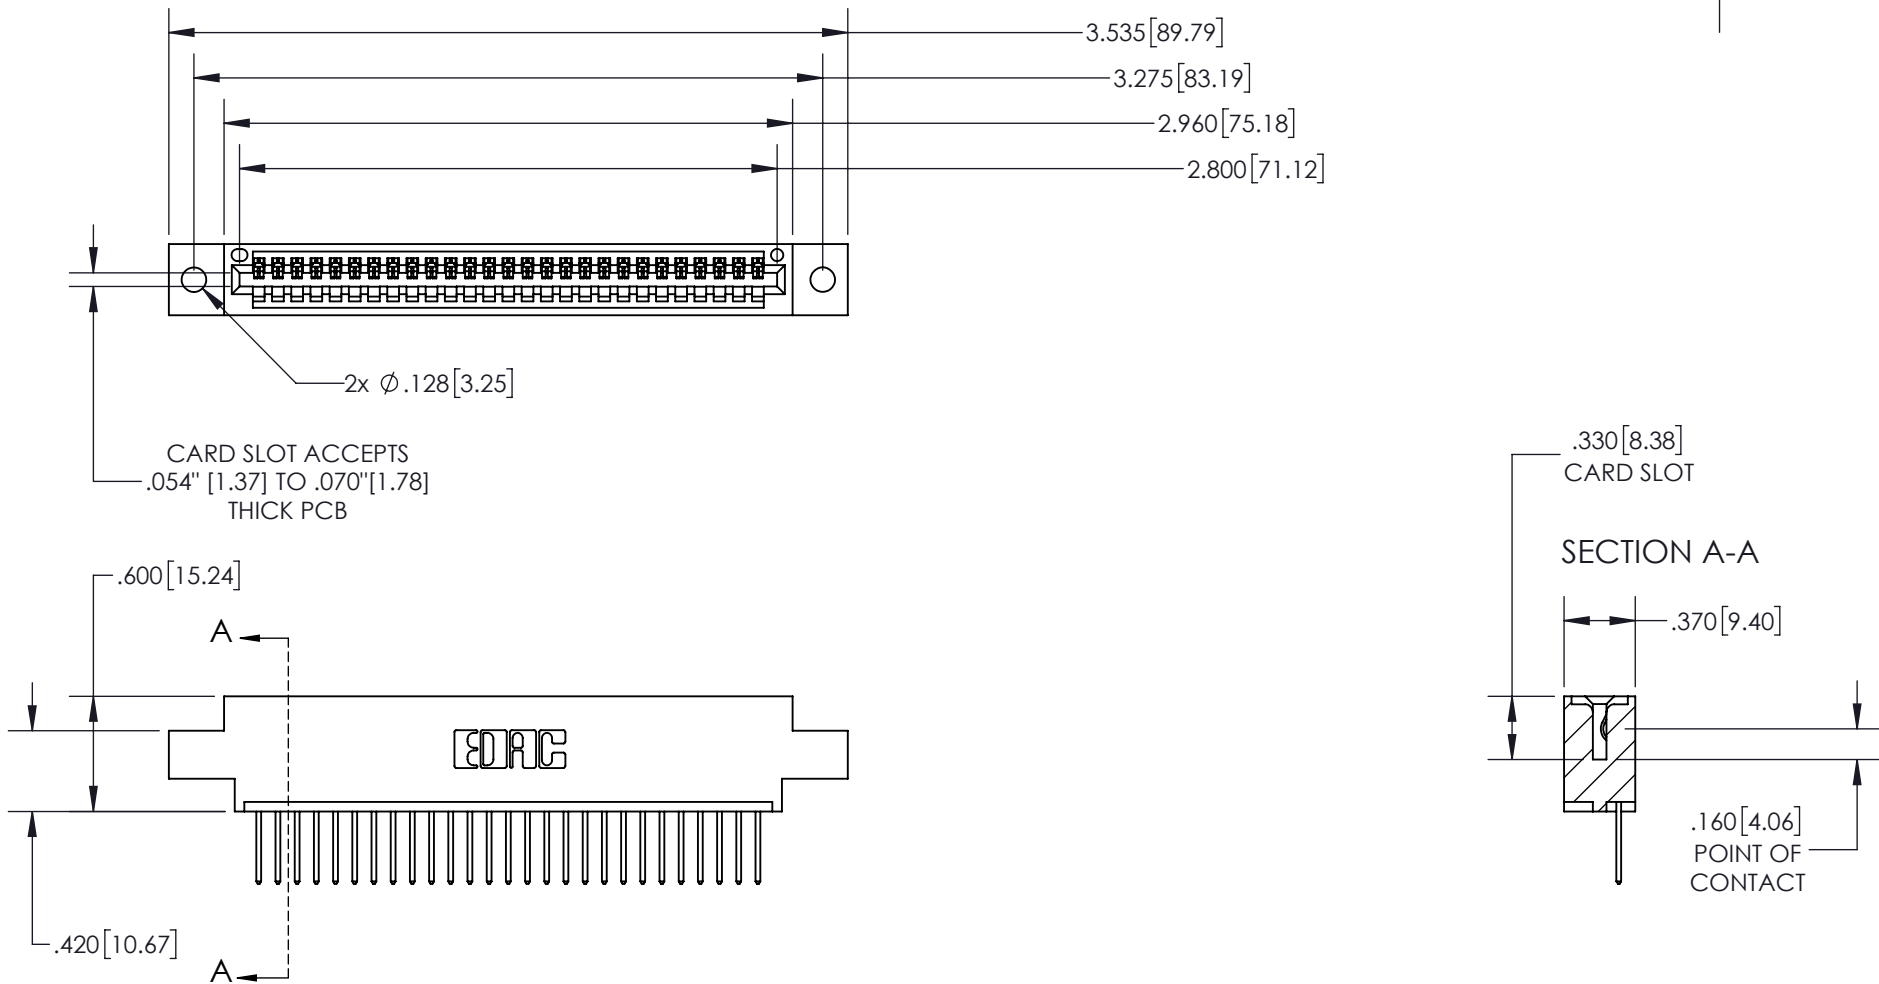 3.535[89.79]
3.275[83.19]
2.960[75.18]
2.800[71.12]
2x Ø.128[3.25]
CARD SLOT ACCEPTS
.054" [1.37] TO .070"[1.78]
THICK PCB
.330[8.38]
CARD SLOT
SECTION A-A
.600[15.24]
.370[9.40]
A
EDAC
.160[4.06]
POINT OF
CONTACT
.420[10.67]
A